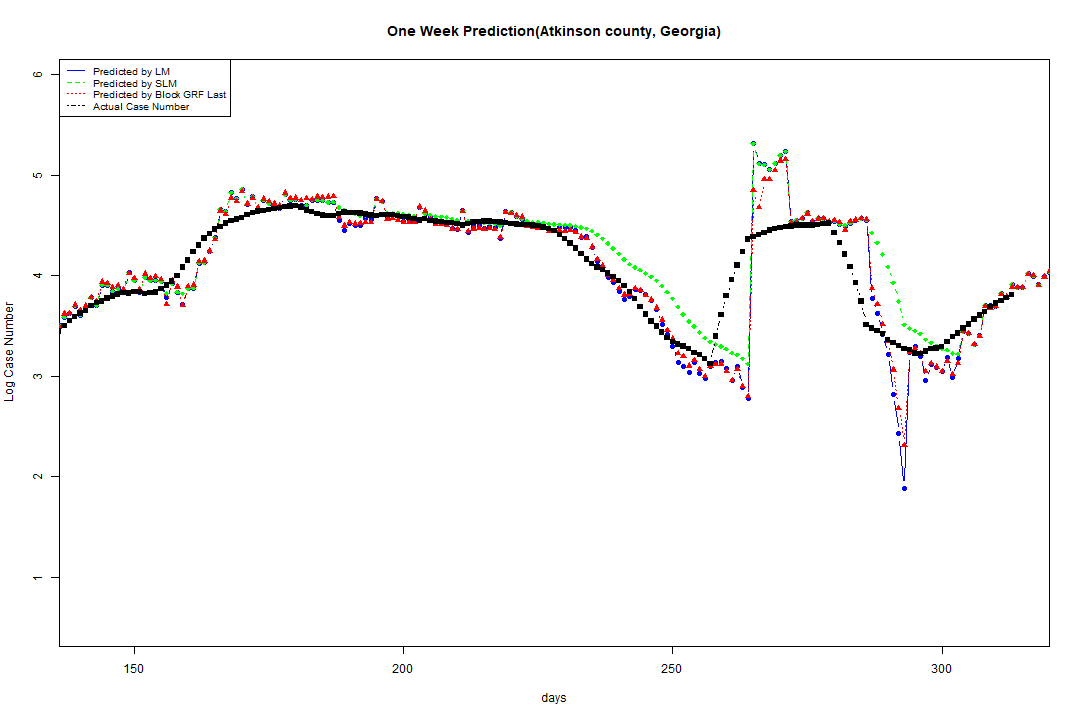 One Week Prediction(Atkinson county, Georgia)
Predicted by LM
Predicted by SLM
Predicted by Block GRF Last
Actual Case Number
6
5
4
3
2
1
Log Case Number
150
200
250
300
days